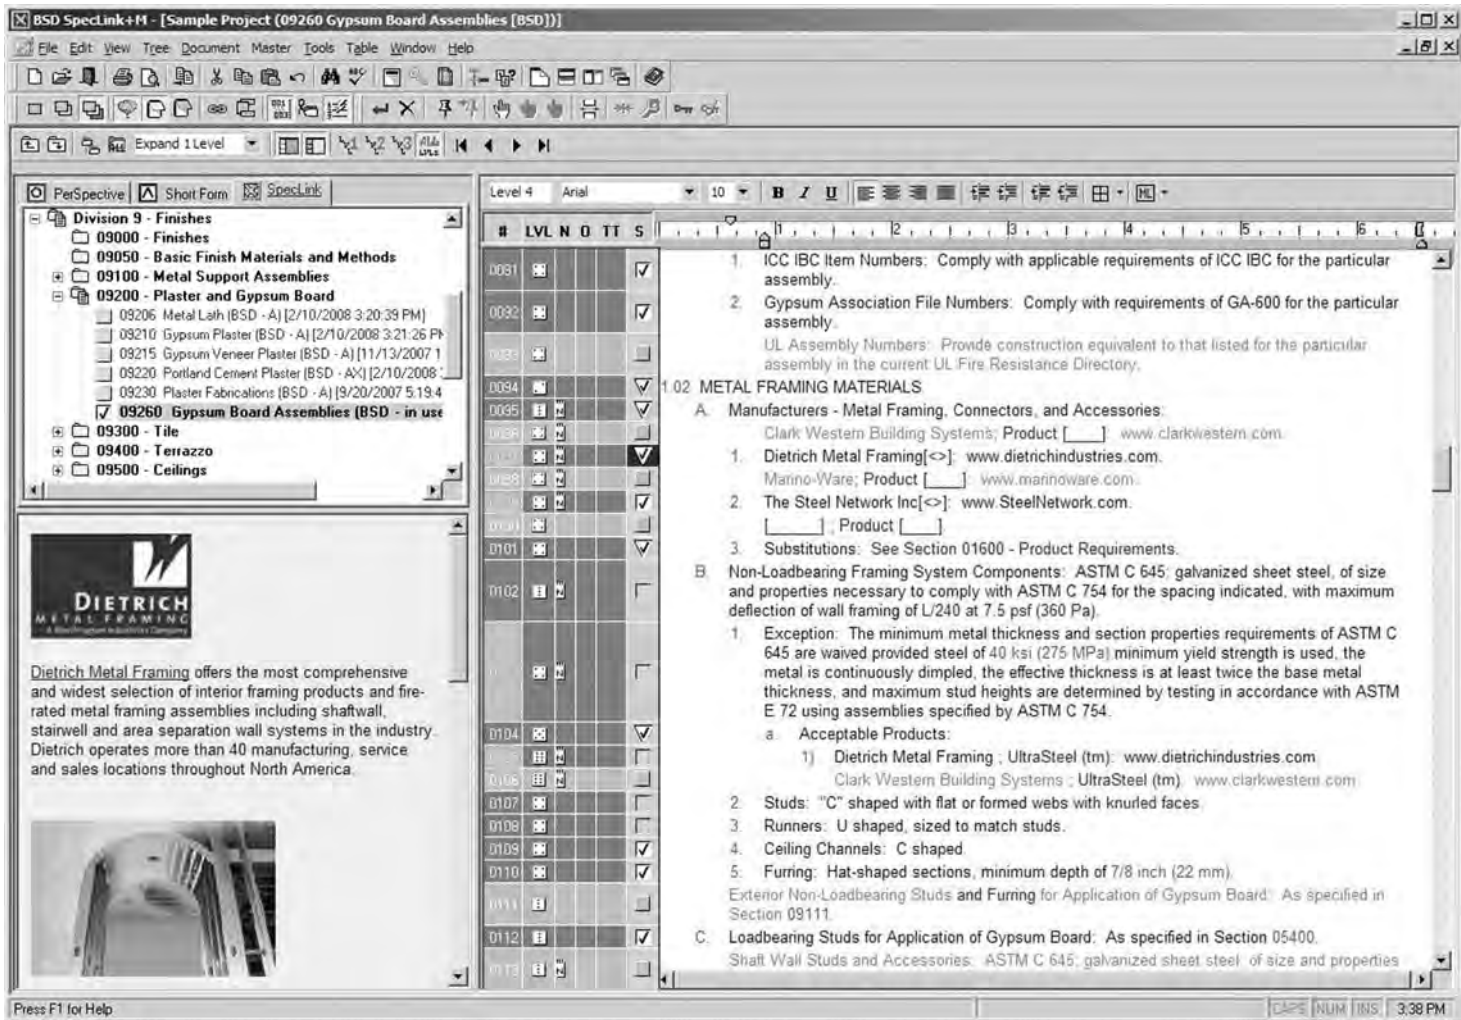 BSD SpecLink+M - [Sample Project (09260 Gypsum Board Assemblies [BSD])]
File Edit View Tree Document Master Tools Table Window Help
Expand 1 Level
ALL
LVLS
PerSpective
Short Form
SpecLink
Division 9 - Finishes
09000 - Finishes
09050 - Basic Finish Materials and Methods
09100 - Metal Support Assemblies
09200 - Plaster and Gypsum Board
09206 Metal Lath (BSD - A) [2/10/2008 3:20:39 PM]
09210 Gypsum Plaster (BSD - A) [2/10/2008 3:21:26 PM
09215 Gypsum Veneer Plaster (BSD - A) [11/13/2007 1
09220 Portland Cement Plaster (BSD - AX) [2/10/2008
09230 Plaster Fabrications (BSD - A) [9/20/2007 5:19:4
09260 Gypsum Board Assemblies (BSD - in use
09300 - Tile
09400 - Terrazzo
09500 - Ceilings
DIETRICH
METAL FRAMING
A Worthington Industries Company
Dietrich Metal Framing offers the most comprehensive
and widest selection of interior framing products and fire-
rated metal framing assemblies including shaftwall,
stairwell and area separation wall systems in the industry.
Dietrich operates more than 40 manufacturing, service
and sales locations throughout North America.
Level 4 Arial 10 B I U
# LVL N O TT S 1 2 3 4 5 6
0091 1. ICC IBC Item Numbers: Comply with applicable requirements of ICC IBC for the particular
assembly.
0092 2. Gypsum Association File Numbers: Comply with requirements of GA-600 for the particular
assembly.
0093 UL Assembly Numbers: Provide construction equivalent to that listed for the particular
assembly in the current UL Fire Resistance Directory.
0094 1.02 METAL FRAMING MATERIALS
0095 A. Manufacturers - Metal Framing, Connectors, and Accessories:
0096 Clark Western Building Systems; Product [____]: www.clarkwestern.com.
1. Dietrich Metal Framing[<>]: www.dietrichindustries.com.
0098 Marino-Ware; Product [____]: www.marinoware.com.
2. The Steel Network Inc[<>]: www.SteelNetwork.com.
[______] ; Product [____].
0101 3. Substitutions: See Section 01600 - Product Requirements.
0102 B. Non-Loadbearing Framing System Components: ASTM C 645; galvanized sheet steel, of size
and properties necessary to comply with ASTM C 754 for the spacing indicated, with maximum
deflection of wall framing of L/240 at 7.5 psf (360 Pa).
1. Exception: The minimum metal thickness and section properties requirements of ASTM C
645 are waived provided steel of 40 ksi (275 MPa) minimum yield strength is used, the
metal is continuously dimpled, the effective thickness is at least twice the base metal
thickness, and maximum stud heights are determined by testing in accordance with ASTM
E 72 using assemblies specified by ASTM C 754.
0104 a. Acceptable Products:
1) Dietrich Metal Framing ; UltraSteel (tm): www.dietrichindustries.com
0106 Clark Western Building Systems ; UltraSteel (tm). www.clarkwestern.com
0107 2. Studs: "C" shaped with flat or formed webs with knurled faces.
0108 3. Runners: U shaped, sized to match studs.
0109 4. Ceiling Channels: C shaped.
0110 5. Furring: Hat-shaped sections, minimum depth of 7/8 inch (22 mm).
0111 Exterior Non-Loadbearing Studs and Furring for Application of Gypsum Board: As specified in
Section 09111.
0112 C. Loadbearing Studs for Application of Gypsum Board: As specified in Section 05400.
0113 Shaft Wall Studs and Accessories: ASTM C 645; galvanized sheet steel, of size and properties
Press F1 for Help CAPS NUM INS 3:38 PM